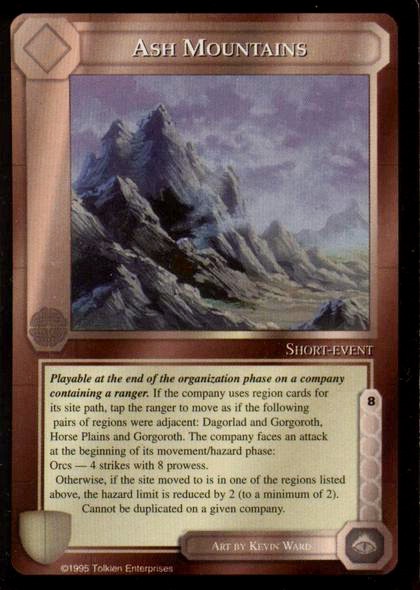 ASH MOUNTAINS
SHORT-EVENT
Playable at the end of the organization phase on a company
containing a ranger. If the company uses region cards for
its site path, tap the ranger to move as if the following
pairs of regions were adjacent: Dagorlad and Gorgoroth,
Horse Plains and Gorgoroth. The company faces an attack
at the beginning of its movement/hazard phase:
Orcs — 4 strikes with 8 prowess.
Otherwise, if the site moved to is in one of the regions listed
above, the hazard limit is reduced by 2 (to a minimum of 2).
Cannot be duplicated on a given company.
8
ART BY KEVIN WARD
©1995 Tolkien Enterprises